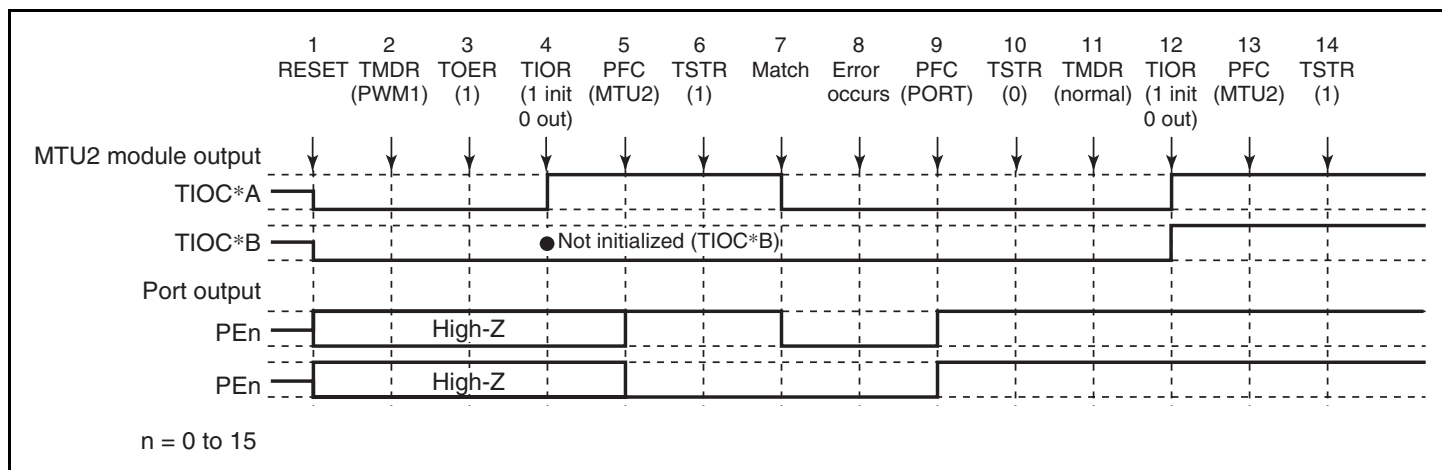 1 2 3 4 5 6 7 8 9 10 11 12 13 14
RESET TMDR TOER TIOR PFC TSTR Match Error PFC TSTR TMDR TIOR PFC TSTR
(PWM1) (1) (1 init (MTU2) (1) occurs (PORT) (0) (normal) (1 init (MTU2) (1)
0 out) 0 out)
MTU2 module output
TIOC*A
TIOC*B
Not initialized (TIOC*B)
Port output
PEn
High-Z
PEn
High-Z
n = 0 to 15